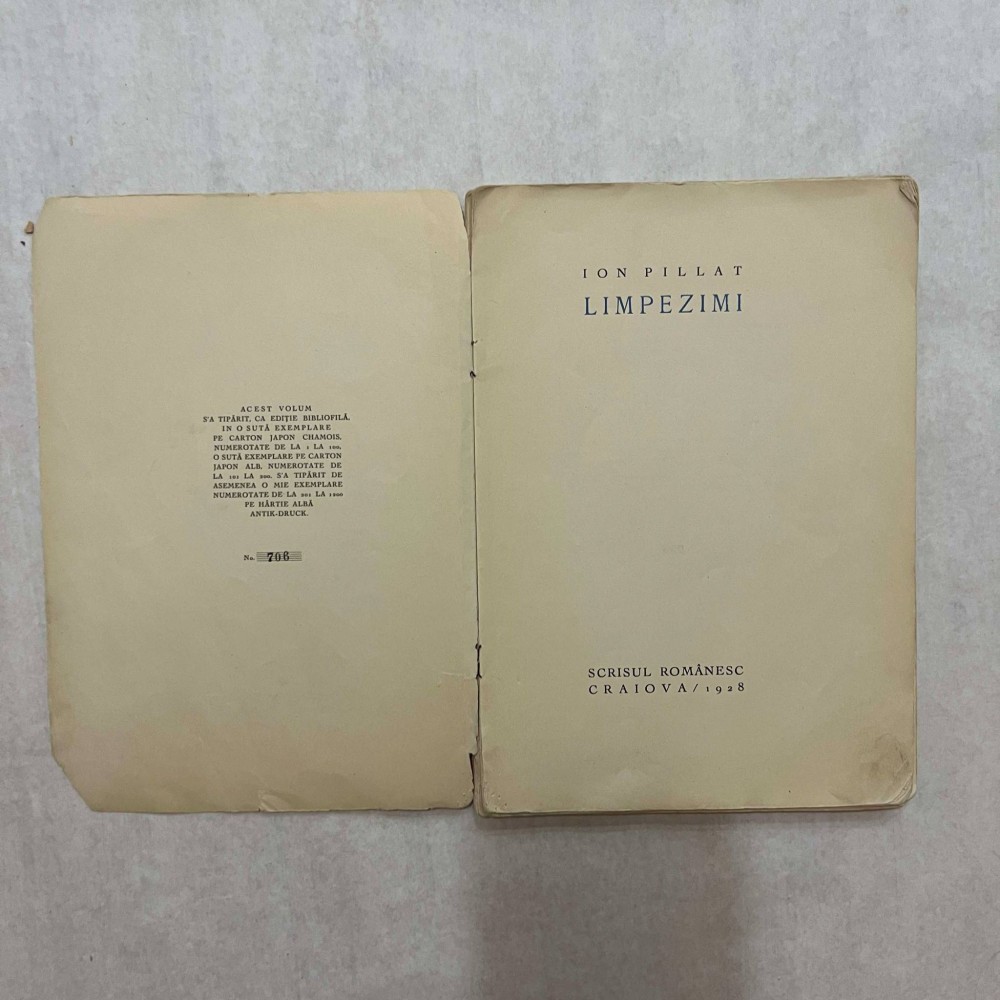 ACEST VOLUM
S'A TIPĂRIT, CA EDIȚIE BIBLIOFILĂ,
IN O SUTĂ EXEMPLARE
PE CARTON JAPON CHAMOIS,
NUMEROTATE DE LA 1 LA 100,
O SUTĂ EXEMPLARE PE CARTON
JAPON ALB, NUMEROTATE DE
LA 101 LA 200. S'A TIPĂRIT DE
ASEMENEA O MIE EXEMPLARE
NUMEROTATE DE LA 201 LA 1200
PE HÂRTIE ALBĂ
ANTIK-DRUCK.
No. 706
ION PILLAT
LIMPEZIMI
SCRISUL ROMÂNESC
CRAIOVA/1928